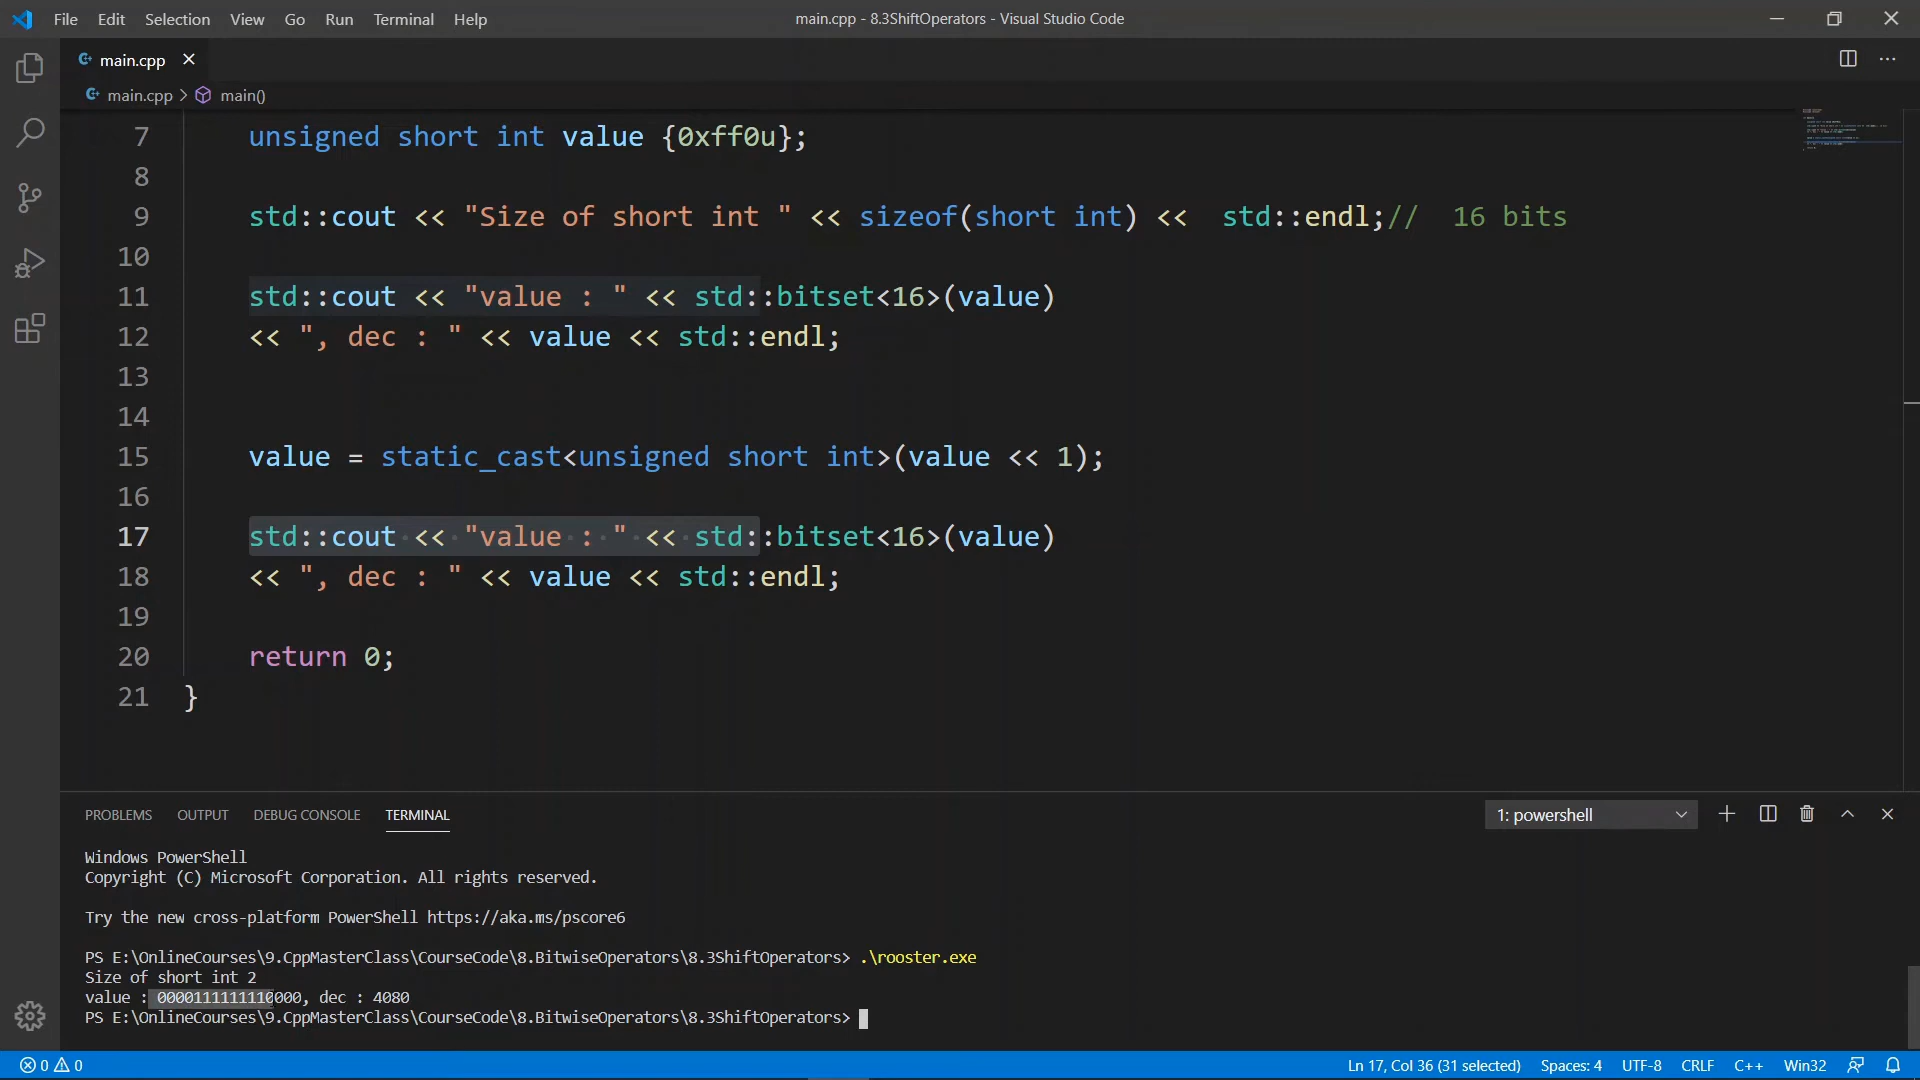 File Edit Selection View Go Run Terminal Help
main.cpp - 8.3ShiftOperators - Visual Studio Code
main.cpp
main.cpp > main()
7 unsigned short int value {0xff0u};
8
9 std::cout << "Size of short int " << sizeof(short int) << std::endl;// 16 bits
10
11 std::cout << "value : " << std::bitset<16>(value)
12 << ", dec : " << value << std::endl;
13
14
15 value = static_cast<unsigned short int>(value << 1);
16
17 std::cout << "value : " << std::bitset<16>(value)
18 << ", dec : " << value << std::endl;
19
20 return 0;
21 }
PROBLEMS OUTPUT DEBUG CONSOLE TERMINAL
1: powershell
Windows PowerShell
Copyright (C) Microsoft Corporation. All rights reserved.
Try the new cross-platform PowerShell https://aka.ms/pscore6
PS E:\OnlineCourses\9.CppMasterClass\CourseCode\8.BitwiseOperators\8.3ShiftOperators> .\rooster.exe
Size of short int 2
value : 0000111111110000, dec : 4080
PS E:\OnlineCourses\9.CppMasterClass\CourseCode\8.BitwiseOperators\8.3ShiftOperators>
0 0 Ln 17, Col 36 (31 selected) Spaces: 4 UTF-8 CRLF C++ Win32